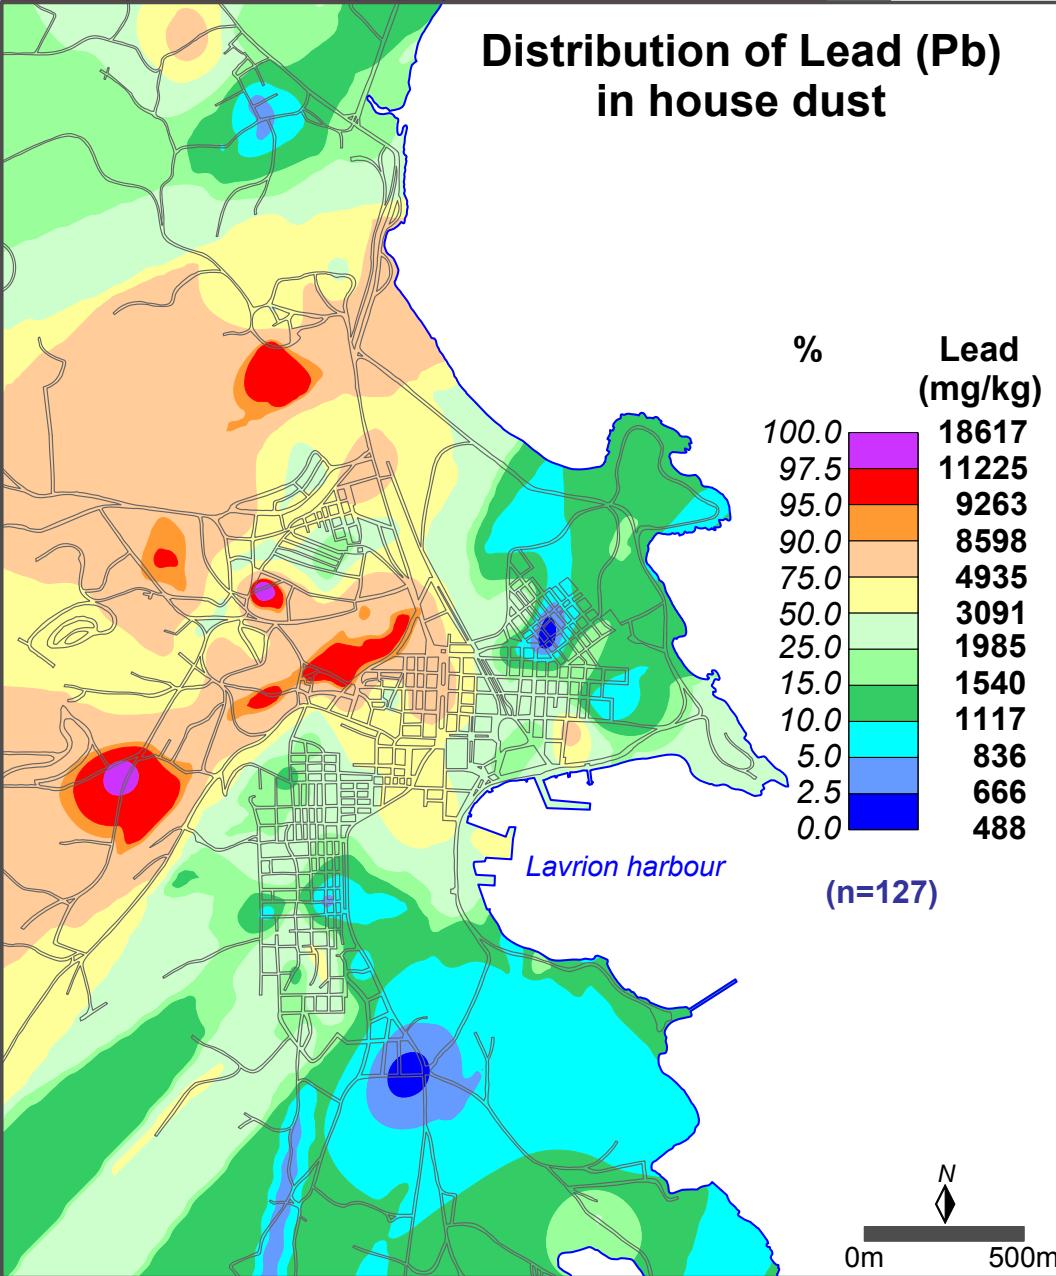 Distribution of Lead (Pb)
in house dust
% Lead
(mg/kg)
100.0 18617
97.5 11225
95.0 9263
90.0 8598
75.0 4935
50.0 3091
25.0 1985
15.0 1540
10.0 1117
5.0 836
2.5 666
0.0 488
Lavrion harbour
(n=127)
N
0m 500m